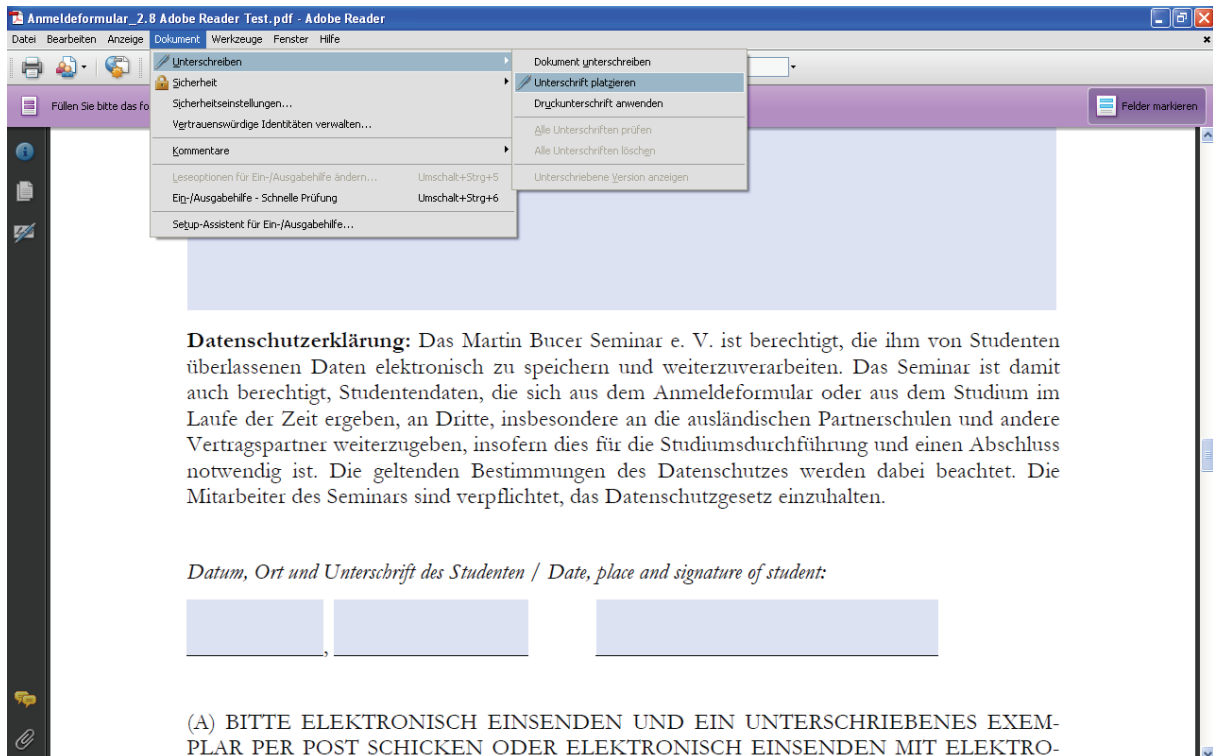 Anmeldeformular_2.8 Adobe Reader Test.pdf - Adobe Reader
Datei Bearbeiten Anzeige Dokument Werkzeuge Fenster Hilfe
Füllen Sie bitte das fo
Felder markieren
Unterschreiben
Sicherheit
Sicherheitseinstellungen...
Vertrauenswürdige Identitäten verwalten...
Kommentare
Leseoptionen für Ein-/Ausgabehilfe ändern... Umschalt+Strg+5
Ein-/Ausgabehilfe - Schnelle Prüfung Umschalt+Strg+6
Setup-Assistent für Ein-/Ausgabehilfe...
Dokument unterschreiben
Unterschrift platzieren
Druckunterschrift anwenden
Alle Unterschriften prüfen
Alle Unterschriften löschen
Unterschriebene Version anzeigen
Datenschutzerklärung: Das Martin Bucer Seminar e. V. ist berechtigt, die ihm von Studenten
überlassenen Daten elektronisch zu speichern und weiterzuverarbeiten. Das Seminar ist damit
auch berechtigt, Studentendaten, die sich aus dem Anmeldeformular oder aus dem Studium im
Laufe der Zeit ergeben, an Dritte, insbesondere an die ausländischen Partnerschulen und andere
Vertragspartner weiterzugeben, insofern dies für die Studiumsdurchführung und einen Abschluss
notwendig ist. Die geltenden Bestimmungen des Datenschutzes werden dabei beachtet. Die
Mitarbeiter des Seminars sind verpflichtet, das Datenschutzgesetz einzuhalten.
Datum, Ort und Unterschrift des Studenten / Date, place and signature of student:
,
(A) BITTE ELEKTRONISCH EINSENDEN UND EIN UNTERSCHRIEBENES EXEM-
PLAR PER POST SCHICKEN ODER ELEKTRONISCH EINSENDEN MIT ELEKTRO-